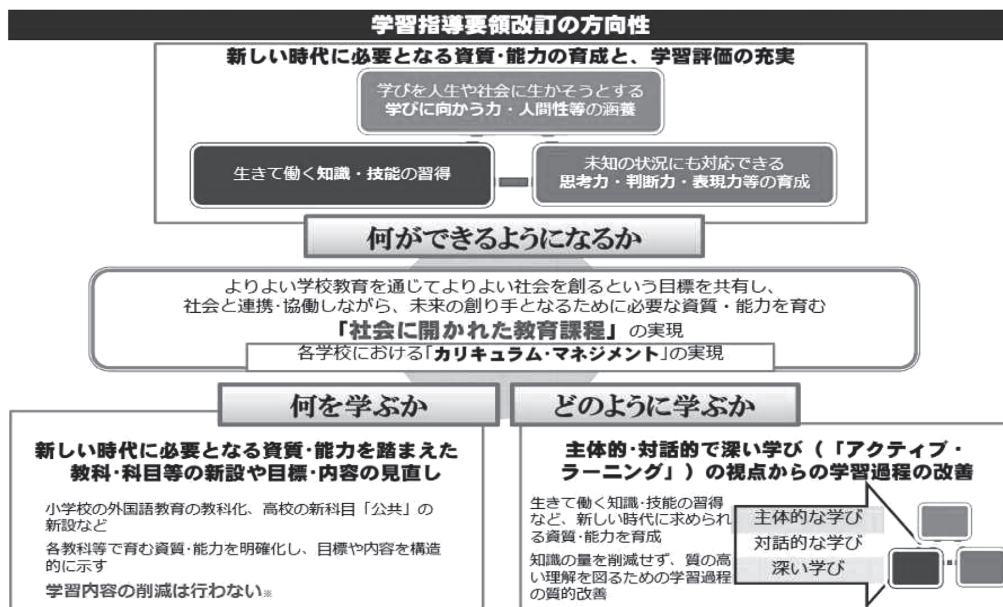 学習指導要領改訂の方向性
新しい時代に必要となる資質･能力の育成と、学習評価の充実
学びを人生や社会に生かそうとする
学びに向かう力・人間性等の涵養
生きて働く知識・技能の習得
未知の状況にも対応できる
思考力・判断力・表現力等の育成
何ができるようになるか
よりよい学校教育を通じてよりよい社会を創るという目標を共有し、
社会と連携･協働しながら、未来の創り手となるために必要な資質・能力を育む
「社会に開かれた教育課程」の実現
各学校における｢カリキュラム･マネジメント｣の実現
何を学ぶか
新しい時代に必要となる資質･能力を踏まえた
教科･科目等の新設や目標･内容の見直し
小学校の外国語教育の教科化、高校の新科目「公共」の
新設など
各教科等で育む資質･能力を明確化し、目標や内容を構造
的に示す
学習内容の削減は行わない※
どのように学ぶか
主体的･対話的で深い学び（「アクティブ・
ラーニング」）の視点からの学習過程の改善
生きて働く知識･技能の習得
など、新しい時代に求められ
る資質･能力を育成
知識の量を削減せず、質の高
い理解を図るための学習過程
の質的改善
主体的な学び
対話的な学び
深い学び